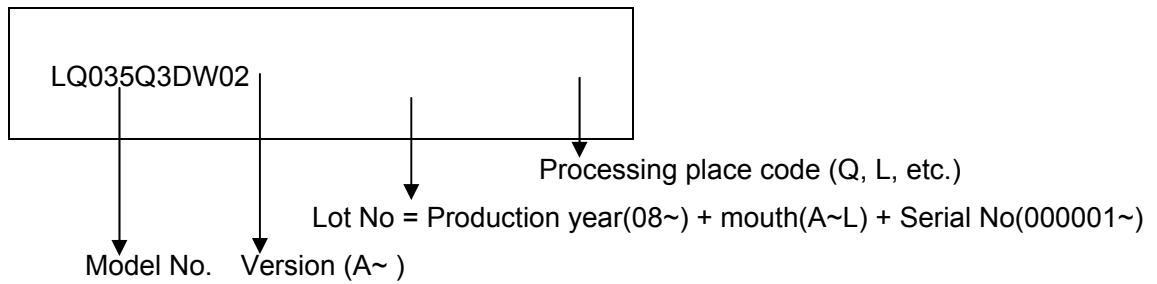 LQ035Q3DW02
Processing place code (Q, L, etc.)
Lot No = Production year(08~) + mouth(A~L) + Serial No(000001~)
Model No. Version (A~ )